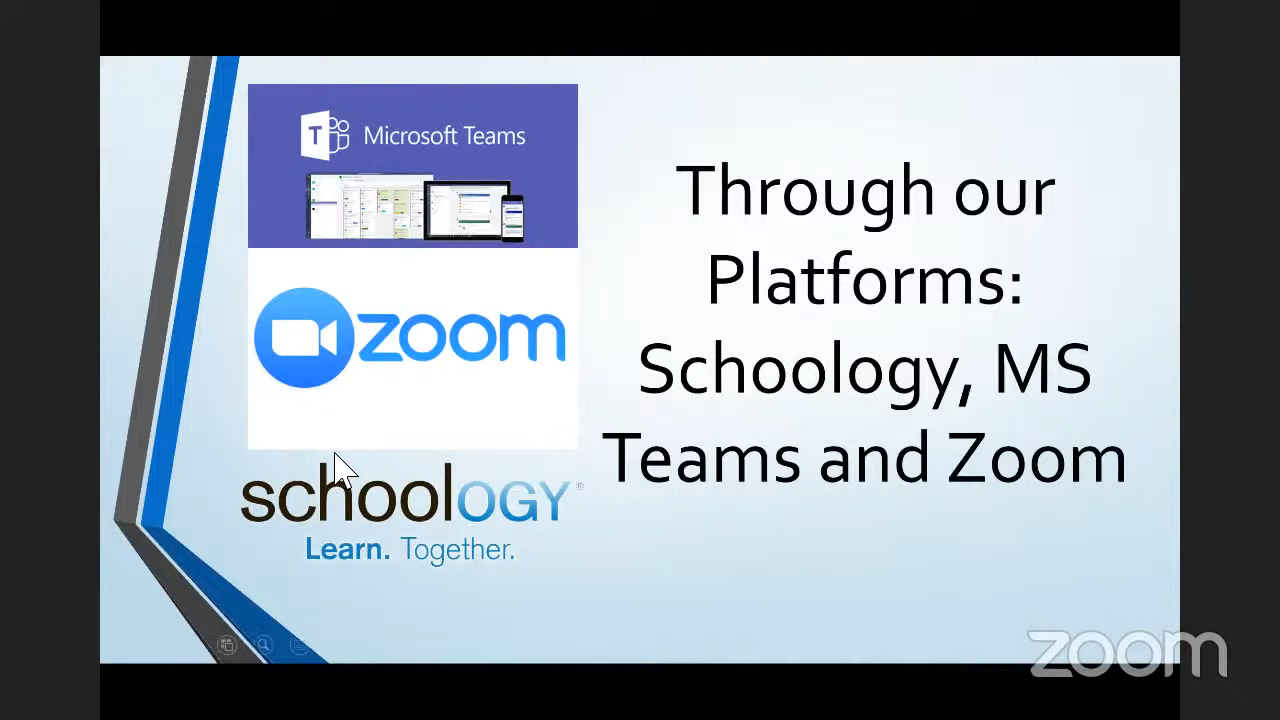 T Microsoft Teams
zoom
schoology®
Learn. Together.
Through our
Platforms:
Schoology, MS
Teams and Zoom
zoom